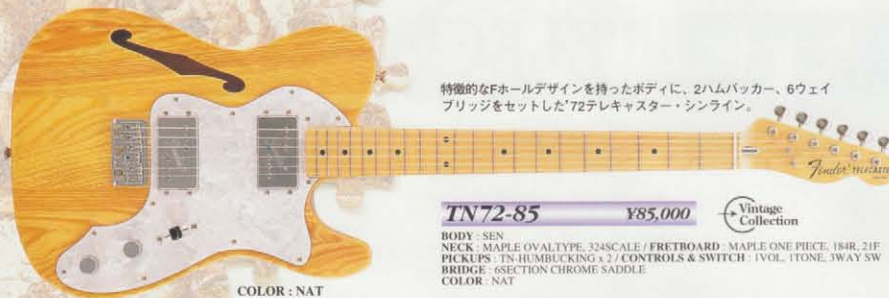 特徴的なFホールデザインを持ったボディに、2ハムバッカー、6ウェイ
ブリッジをセットした'72テレキャスター・シンライン。
Fender TELECASTER
TN72-85 ¥85,000 Vintage Collection
BODY : SEN
NECK : MAPLE OVALTYPE, 324SCALE / FRETBOARD : MAPLE ONE PIECE, 184R, 21F
PICKUPS : TN-HUMBUCKING x 2 / CONTROLS & SWITCH : 1VOL, 1TONE, 3WAY SW
BRIDGE : 6SECTION CHROME SADDLE
COLOR : NAT
COLOR : NAT